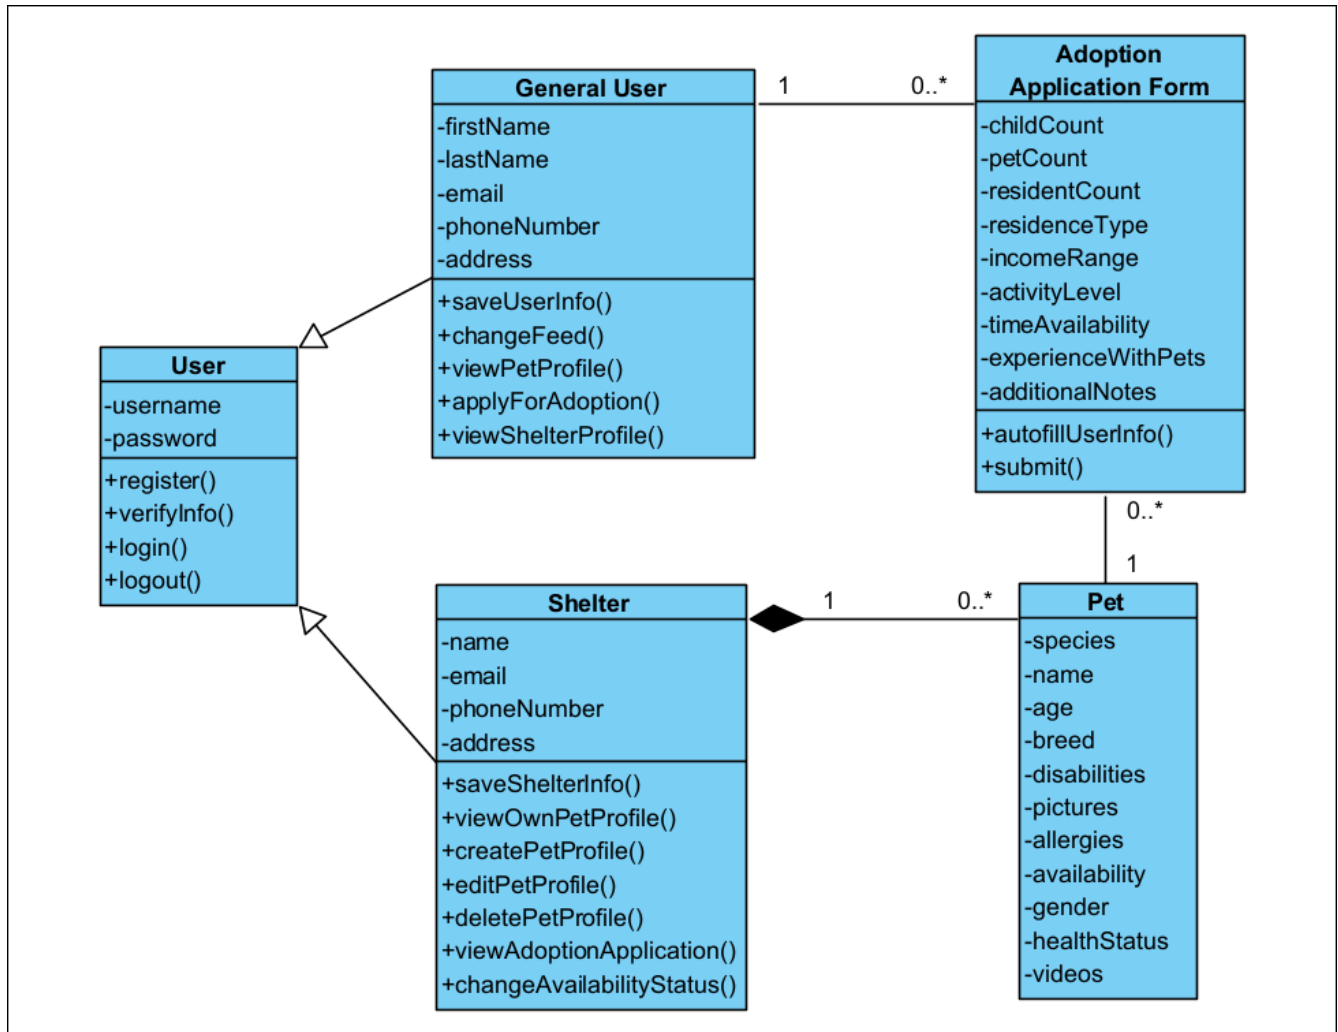 General User
-firstName
-lastName
-email
-phoneNumber
-address
+saveUserInfo()
+changeFeed()
+viewPetProfile()
+applyForAdoption()
+viewShelterProfile()
1
0..*
Adoption
Application Form
-childCount
-petCount
-residentCount
-residenceType
-incomeRange
-activityLevel
-timeAvailability
-experienceWithPets
-additionalNotes
+autofillUserInfo()
+submit()
User
-username
-password
+register()
+verifyInfo()
+login()
+logout()
0..*
1
Shelter
-name
-email
-phoneNumber
-address
+saveShelterInfo()
+viewOwnPetProfile()
+createPetProfile()
+editPetProfile()
+deletePetProfile()
+viewAdoptionApplication()
+changeAvailabilityStatus()
1
0..*
Pet
-species
-name
-age
-breed
-disabilities
-pictures
-allergies
-availability
-gender
-healthStatus
-videos